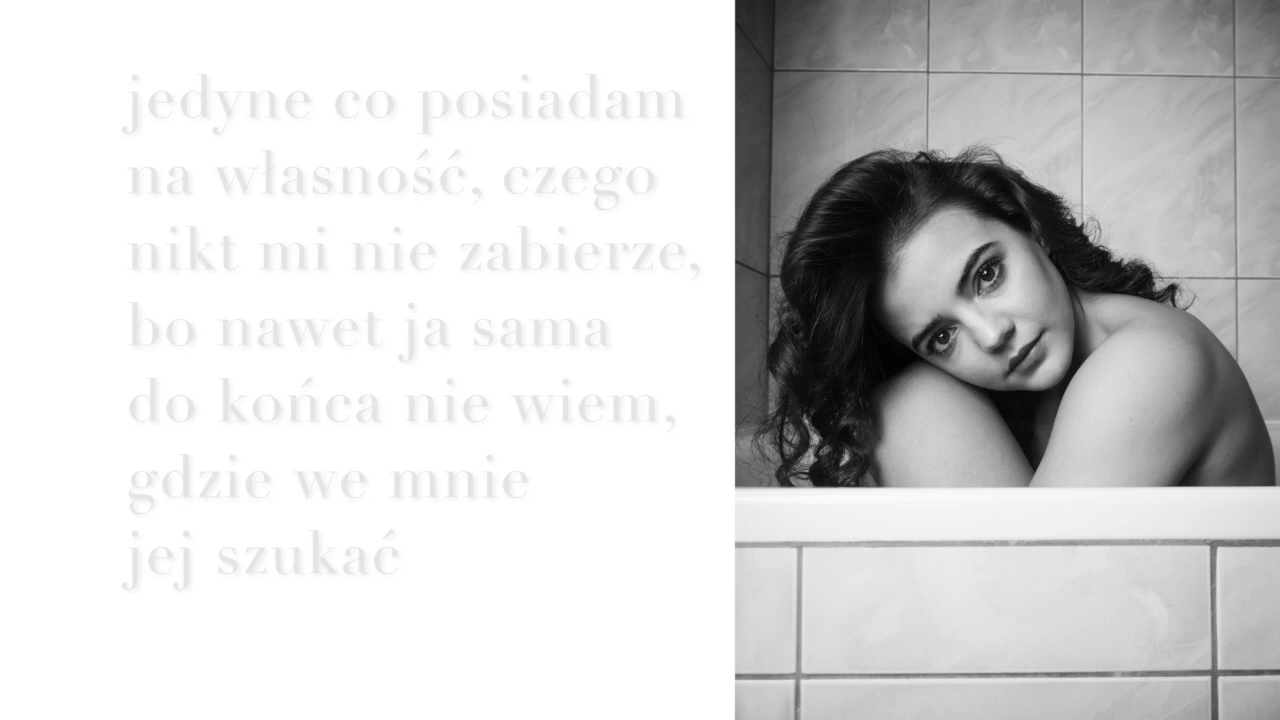 jedyne co posiadam
na własność, czego
nikt mi nie zabierze,
bo nawet ja sama
do końca nie wiem,
gdzie we mnie
jej szukać